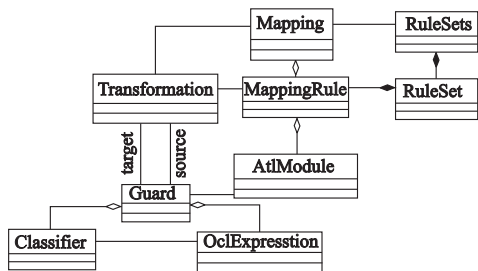 Mapping
RuleSets
Transformation
MappingRule
RuleSet
target
source
AtlModule
Guard
Classifier
OclExpresstion